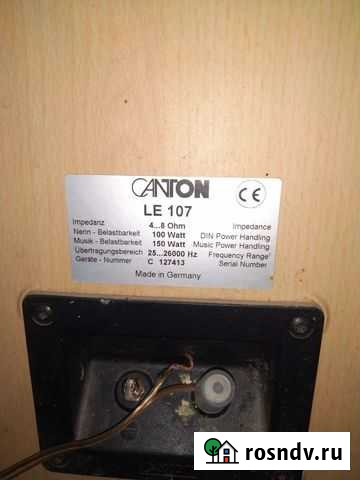 CANTON
CE
LE 107
Impedanz 4...8 Ohm Impedance
Nenn - Belastbarkeit 100 Watt DIN Power Handling
Musik - Belastbarkeit 150 Watt Music Power Handling
Übertragungsbereich 25...26000 Hz Frequency Range
Geräte - Nummer C 127413 Serial Number
Made in Germany
rosndv.ru